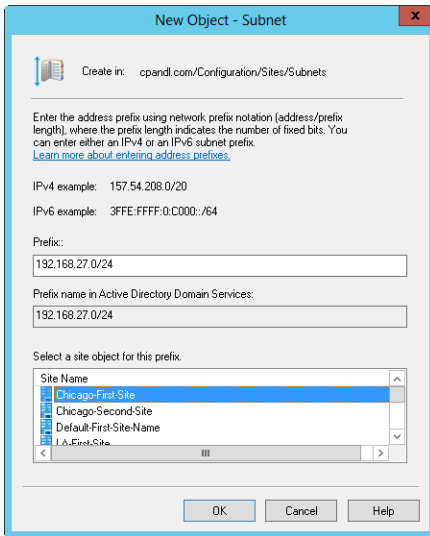 New Object - Subnet
x
Create in: cpandl.com/Configuration/Sites/Subnets
Enter the address prefix using network prefix notation (address/prefix
length), where the prefix length indicates the number of fixed bits. You
can enter either an IPv4 or an IPv6 subnet prefix.
Learn more about entering address prefixes.
IPv4 example: 157.54.208.0/20
IPv6 example: 3FFE:FFFF:0:C000::/64
Prefix::
192.168.27.0/24
Prefix name in Active Directory Domain Services:
192.168.27.0/24
Select a site object for this prefix.
Site Name
Chicago-First-Site
Chicago-Second-Site
Default-First-Site-Name
LA-First-Site
OK Cancel Help